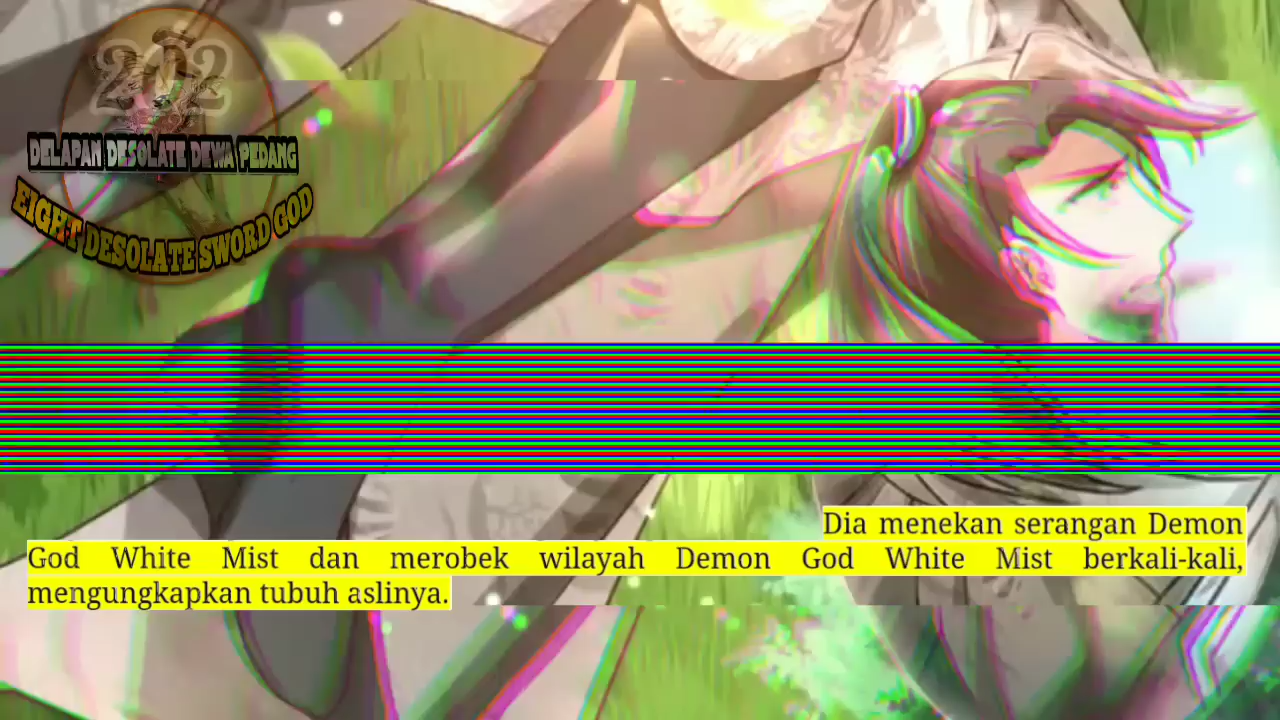 202
DELAPAN DESOLATE DEWA PEDANG
EIGHT DESOLATE SWORD GOD
Dia menekan serangan Demon
God White Mist dan merobek wilayah Demon God White Mist berkali-kali,
mengungkapkan tubuh aslinya.